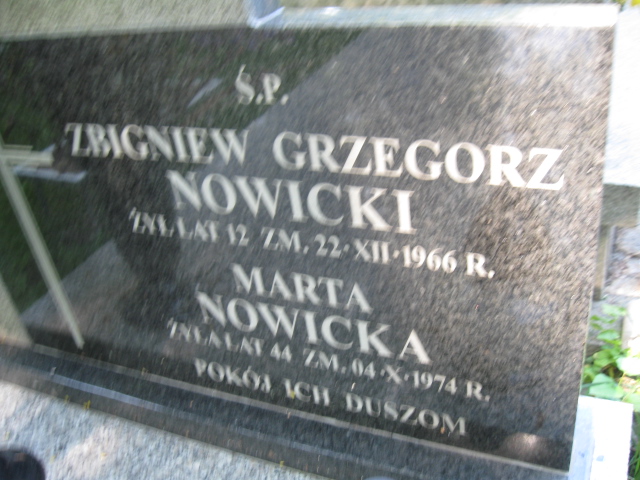 Ś.P.
ZBIGNIEW GRZEGORZ
NOWICKI
ŻYŁ LAT 12 ZM. 22·XII·1966 R.
MARTA
NOWICKA
ŻYŁA LAT 44 ZM. 04·X·1974 R.
POKÓJ ICH DUSZOM